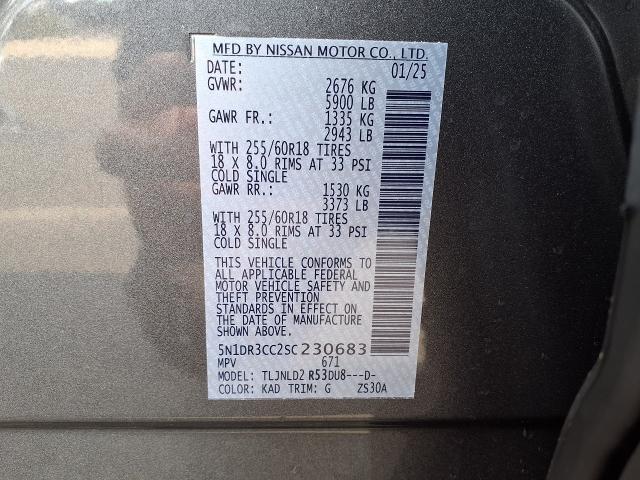 MFD BY NISSAN MOTOR CO., LTD.
DATE: 01/25
GVWR: 2676 KG
5900 LB
GAWR FR.: 1335 KG
2943 LB
WITH 255/60R18 TIRES
18 X 8.0 RIMS AT 33 PSI
COLD SINGLE
GAWR RR.: 1530 KG
3373 LB
WITH 255/60R18 TIRES
18 X 8.0 RIMS AT 33 PSI
COLD SINGLE
THIS VEHICLE CONFORMS TO
ALL APPLICABLE FEDERAL
MOTOR VEHICLE SAFETY AND
THEFT PREVENTION
STANDARDS IN EFFECT ON
THE DATE OF MANUFACTURE
SHOWN ABOVE.
5N1DR3CC2SC230683
MPV 671
MODEL: TLJNLD2 R53DU8---D-
COLOR: KAD TRIM: G ZS30A